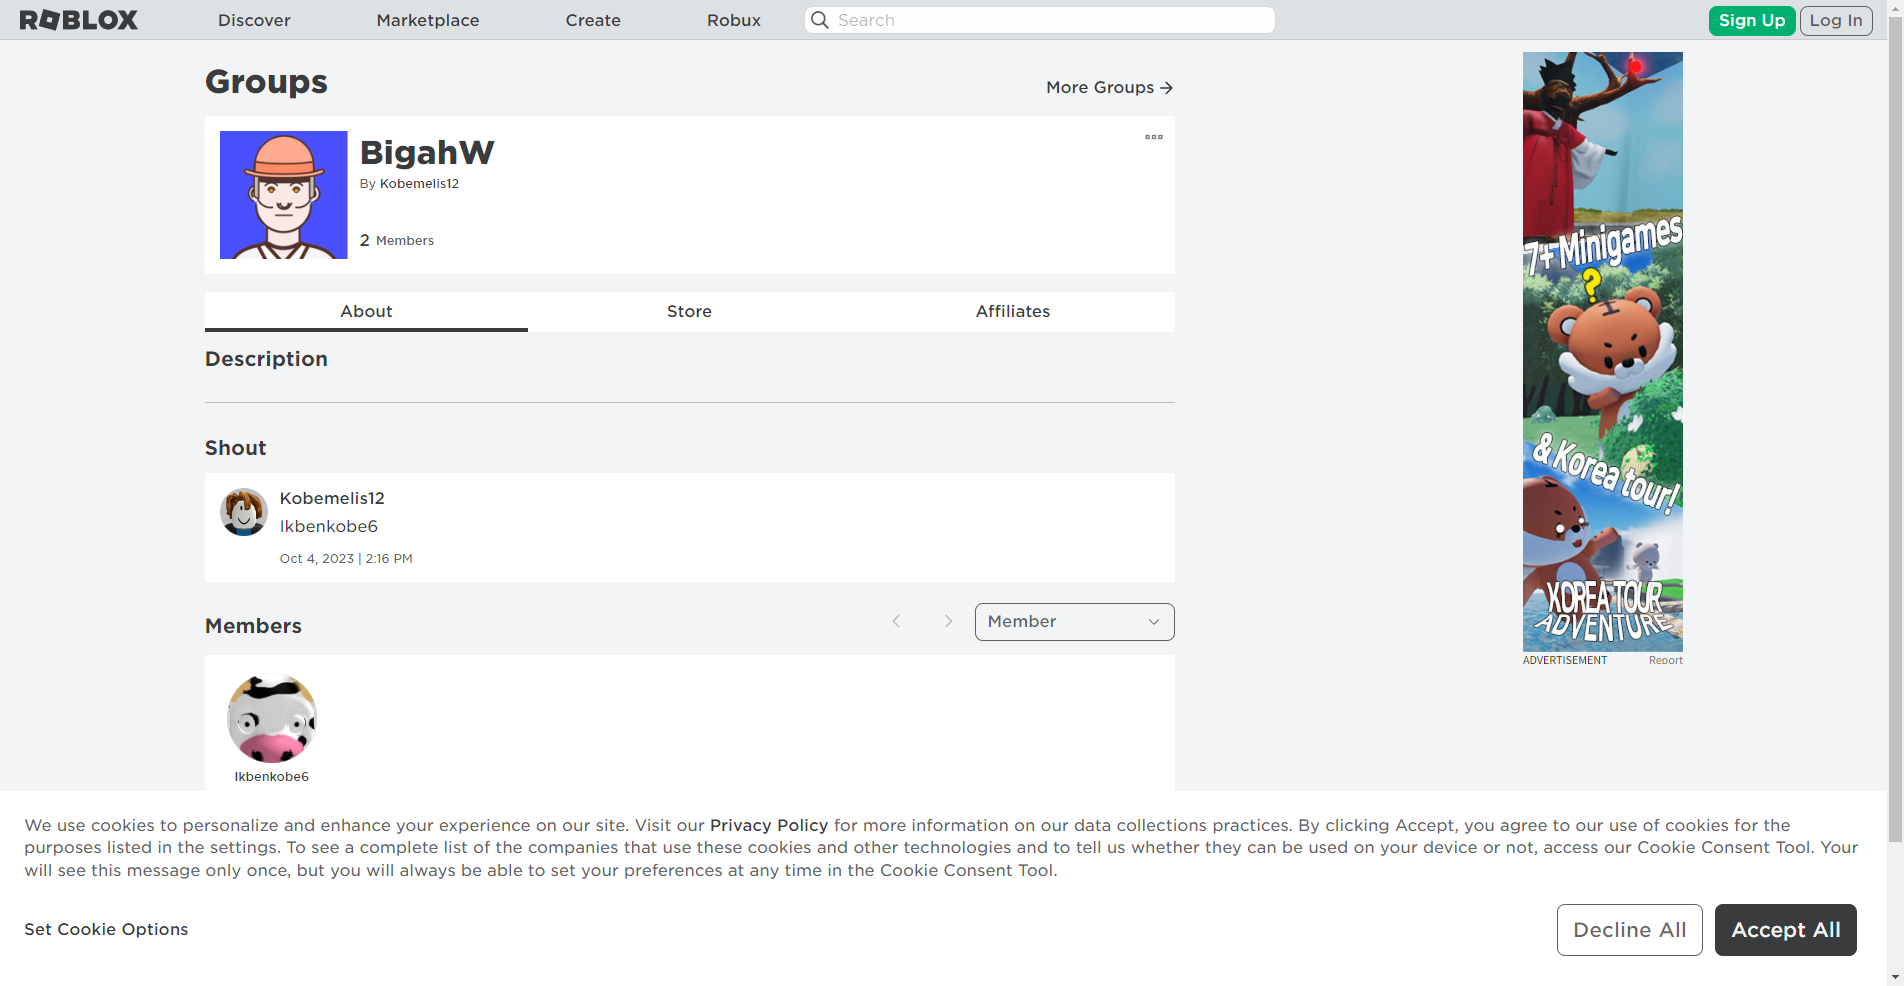 ROBLOX
Discover
Marketplace
Create
Robux
Search
Sign Up
Log In
Groups
More Groups
BigahW
By Kobemelis12
2 Members
About
Store
Affiliates
Description
Shout
Kobemelis12
Ikbenkobe6
Oct 4, 2023 | 2:16 PM
Members
Member
Ikbenkobe6
7+ Minigames
?
& Korea tour!
KOREA TOUR
ADVENTURE
ADVERTISEMENT
Report
We use cookies to personalize and enhance your experience on our site. Visit our Privacy Policy for more information on our data collections practices. By clicking Accept, you agree to our use of cookies for the
purposes listed in the settings. To see a complete list of the companies that use these cookies and other technologies and to tell us whether they can be used on your device or not, access our Cookie Consent Tool. Your
will see this message only once, but you will always be able to set your preferences at any time in the Cookie Consent Tool.
Set Cookie Options
Decline All
Accept All